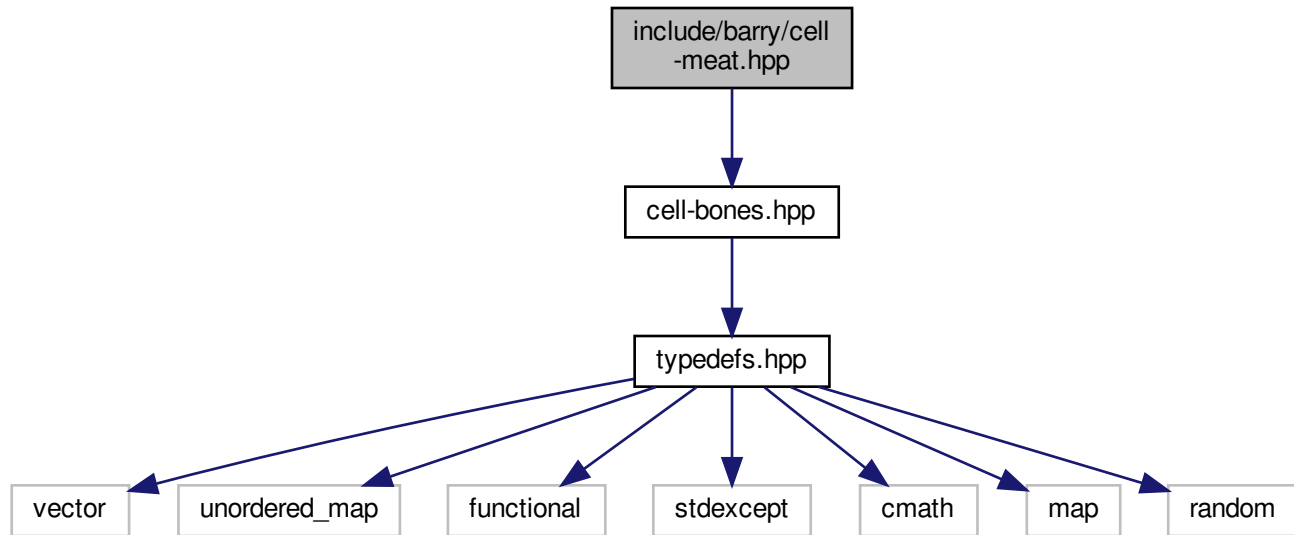 include/barry/cell
-meat.hpp
cell-bones.hpp
typedefs.hpp
vector
unordered_map
functional
stdexcept
cmath
map
random